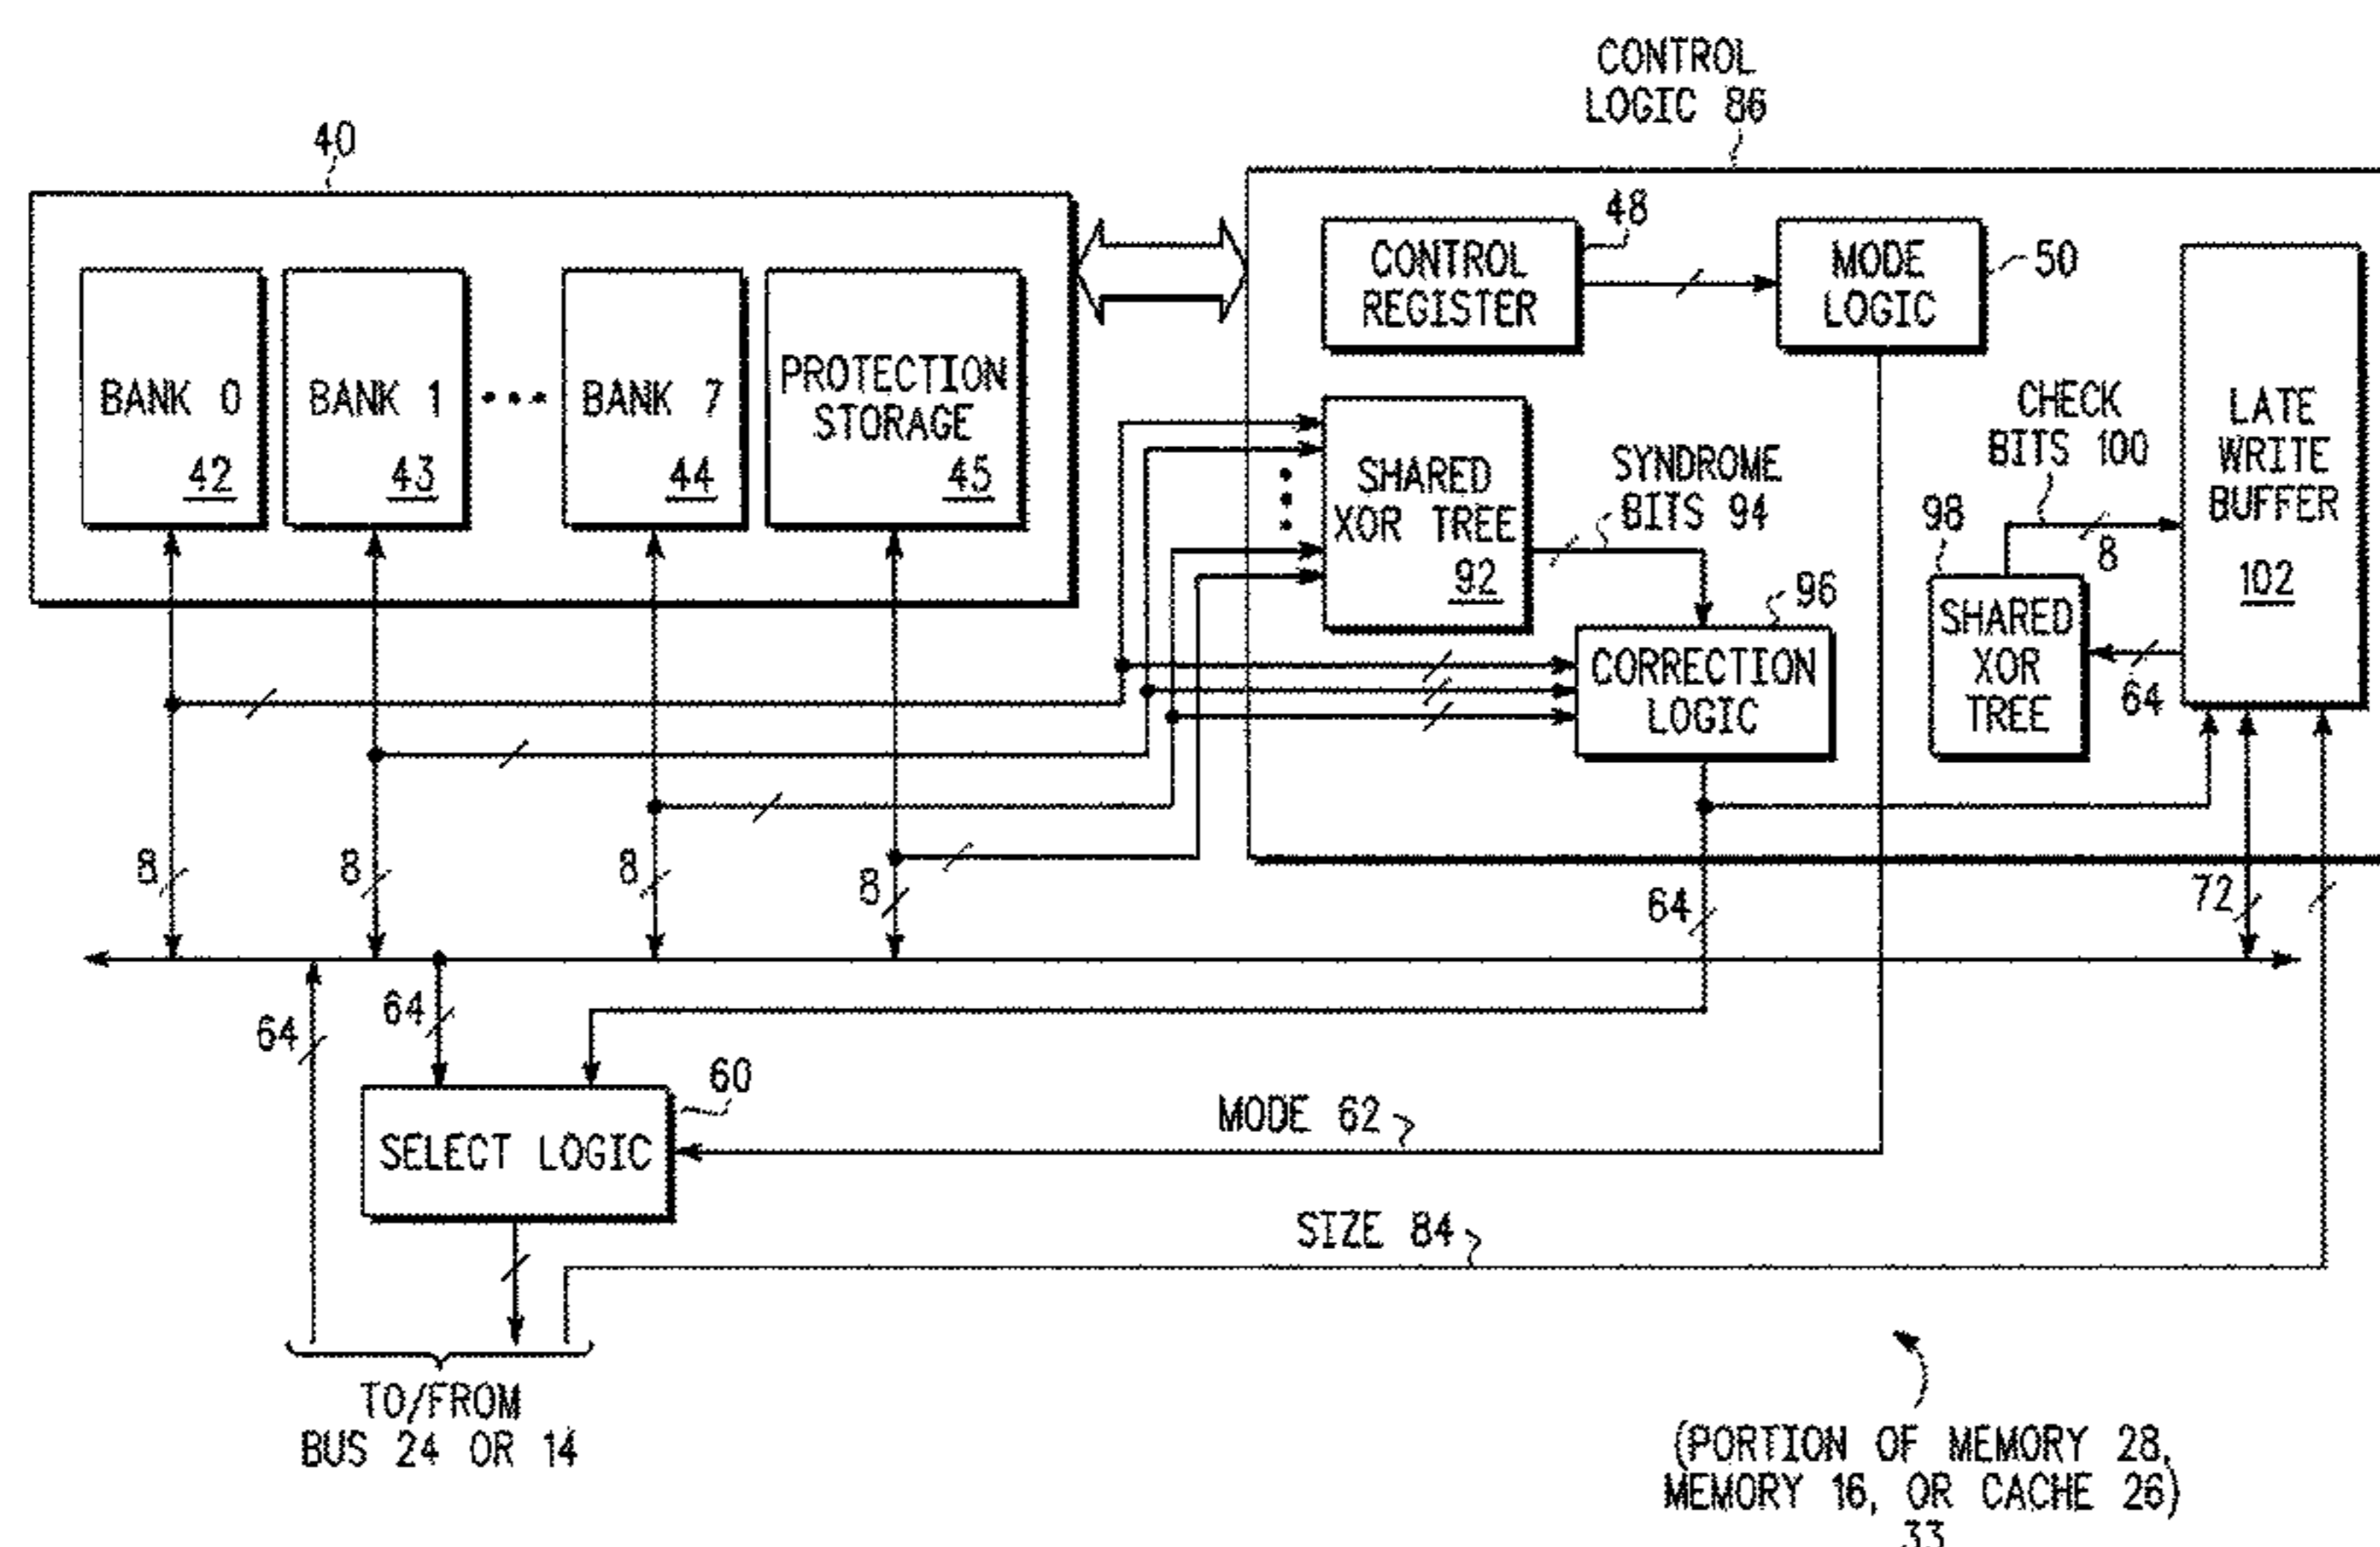 CONTROL
LOGIC 86
40
48
CONTROL
REGISTER
MODE
LOGIC
50
BANK 0
42
BANK 1
43
BANK 7
44
PROTECTION
STORAGE
45
SHARED
XOR TREE
92
SYNDROME
BITS 94
CHECK
BITS 100
8
LATE
WRITE
BUFFER
102
98
SHARED
XOR
TREE
64
96
CORRECTION
LOGIC
8
8
8
8
64
72
64
64
60
SELECT LOGIC
MODE 62
SIZE 84
TO/FROM
BUS 24 OR 14
(PORTION OF MEMORY 28,
MEMORY 16, OR CACHE 26)
33